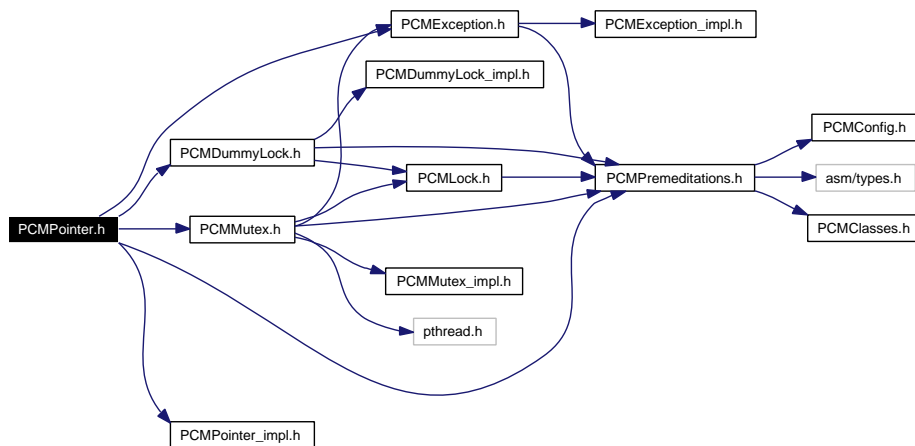 PCMException.h
PCMException_impl.h
PCMDummyLock_impl.h
PCMConfig.h
PCMDummyLock.h
PCMLock.h
PCMPremeditations.h
asm/types.h
PCMPointer.h
PCMMutex.h
PCMClasses.h
PCMMutex_impl.h
pthread.h
PCMPointer_impl.h